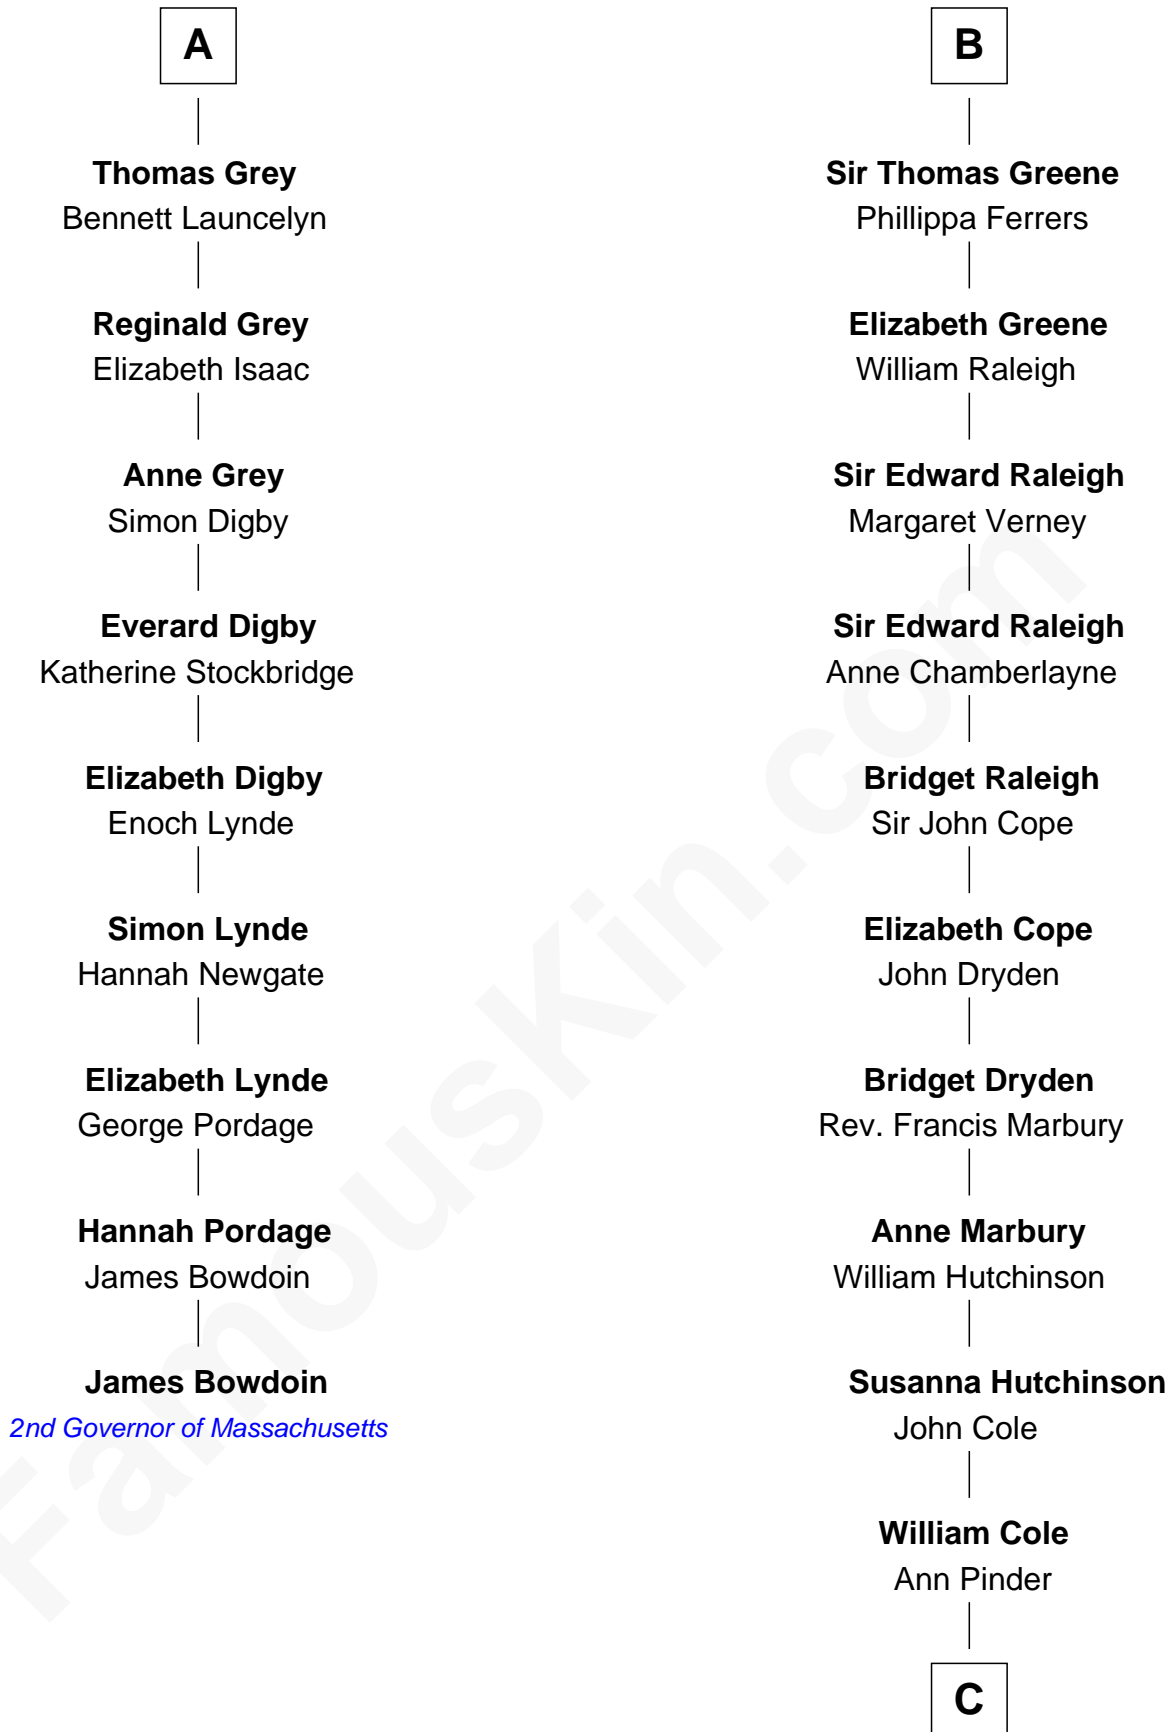 A
Thomas Grey
Bennett Launcelyn
Reginald Grey
Elizabeth Isaac
Anne Grey
Simon Digby
Everard Digby
Katherine Stockbridge
Elizabeth Digby
Enoch Lynde
Simon Lynde
Hannah Newgate
Elizabeth Lynde
George Pordage
Hannah Pordage
James Bowdoin
James Bowdoin
2nd Governor of Massachusetts
B
Sir Thomas Greene
Phillippa Ferrers
Elizabeth Greene
William Raleigh
Sir Edward Raleigh
Margaret Verney
Sir Edward Raleigh
Anne Chamberlayne
Bridget Raleigh
Sir John Cope
Elizabeth Cope
John Dryden
Bridget Dryden
Rev. Francis Marbury
Anne Marbury
William Hutchinson
Susanna Hutchinson
John Cole
William Cole
Ann Pinder
C
FamousKin.com